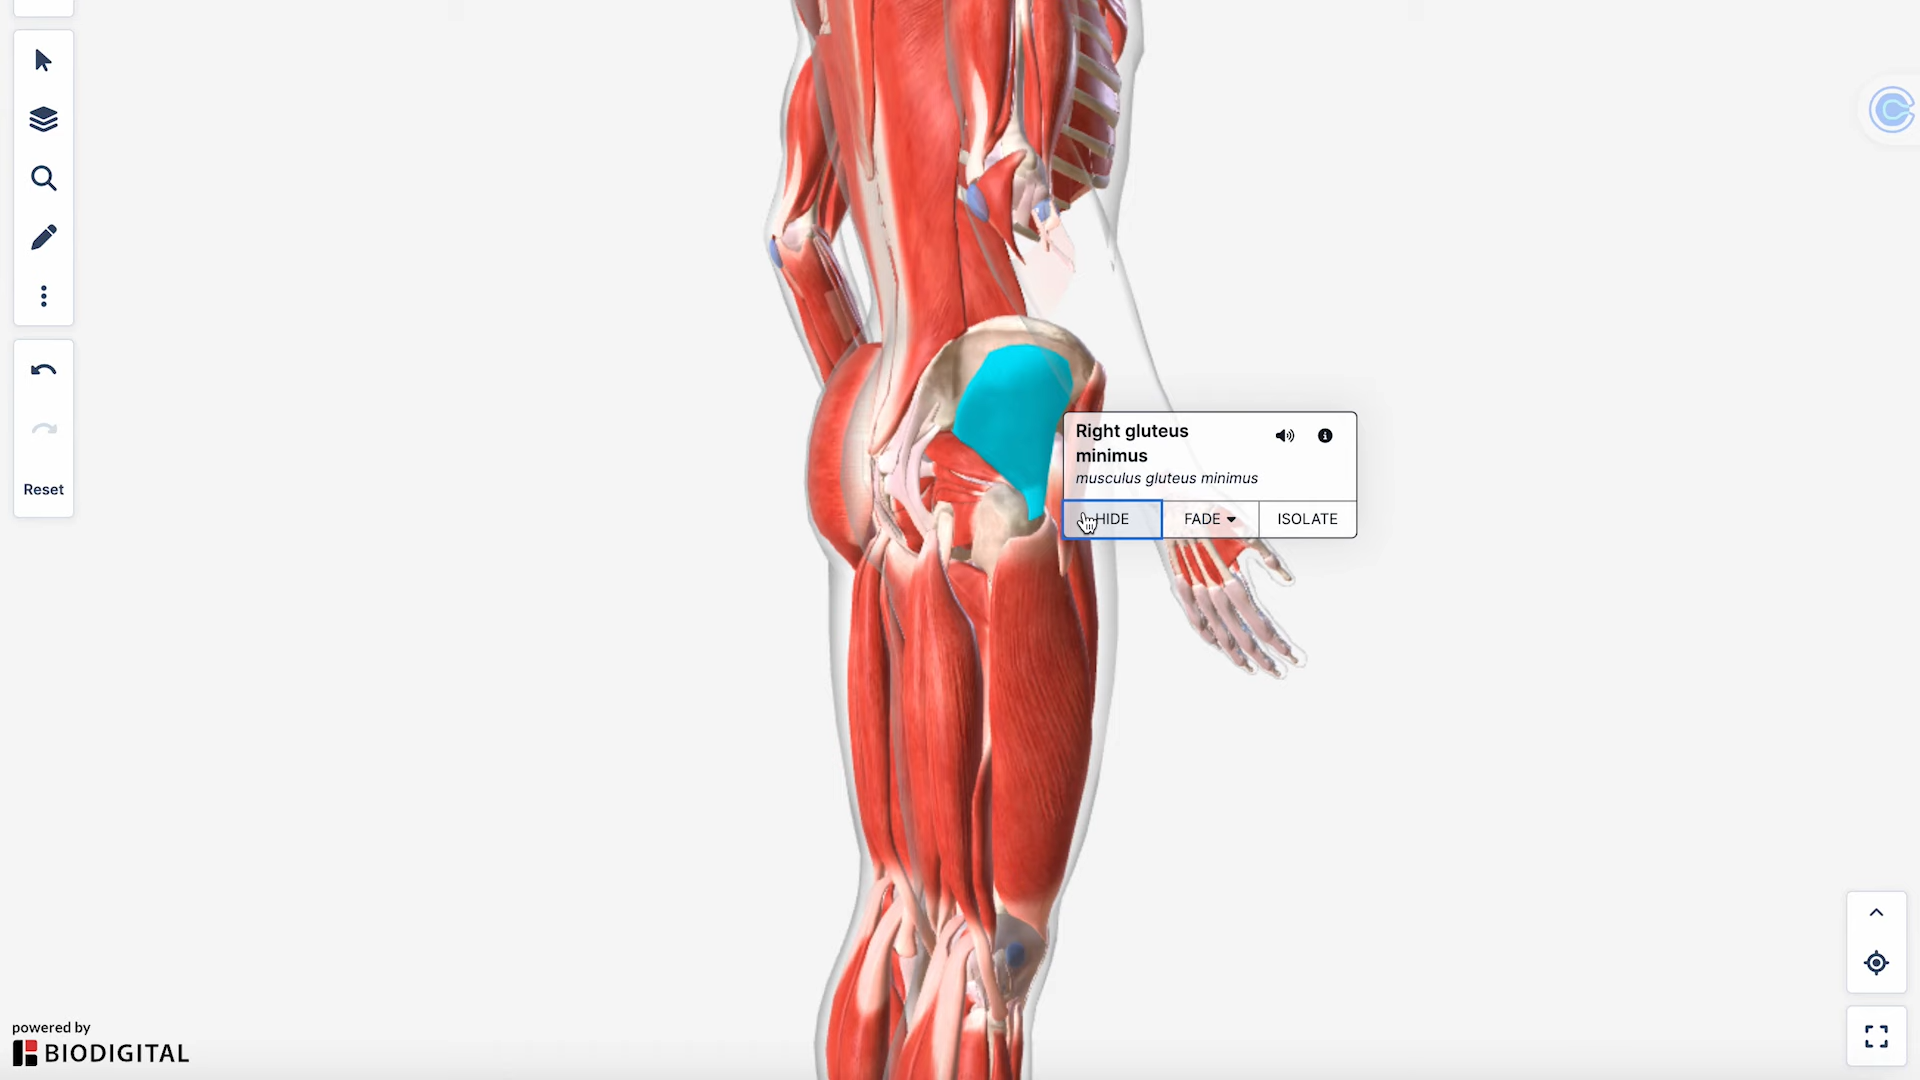 Right gluteus
minimus
musculus gluteus minimus
HIDE
FADE
ISOLATE
Reset
powered by
BIODIGITAL